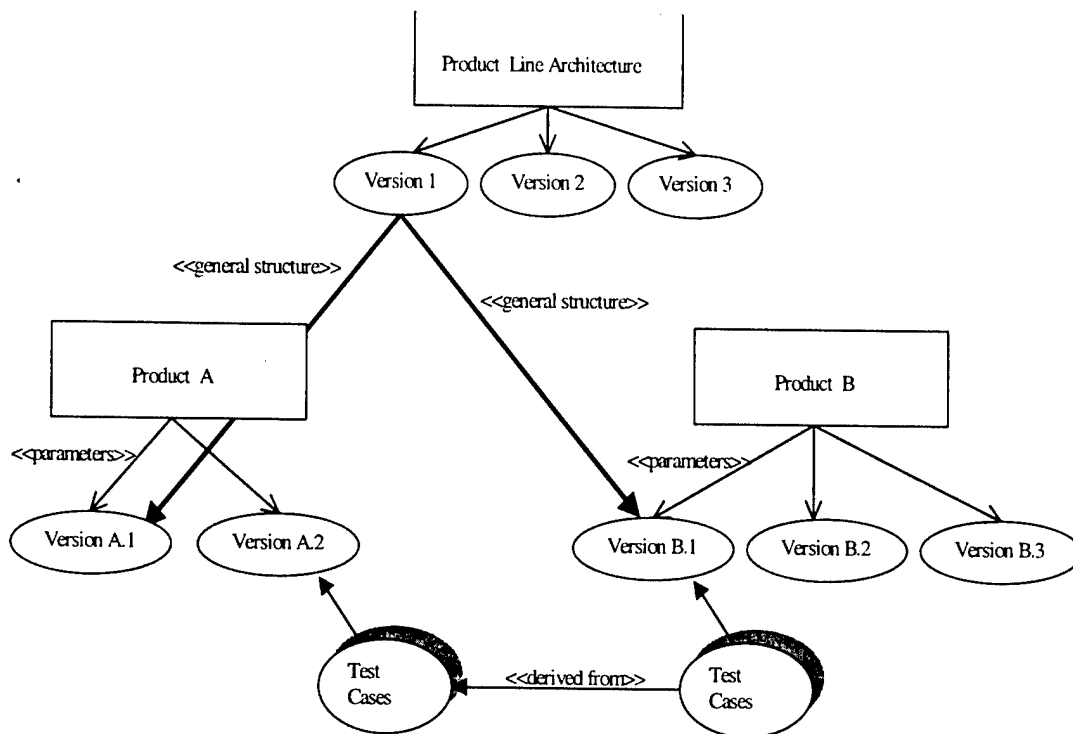 Product Line Architecture
Version 1
Version 2
Version 3
<<general structure>>
<<general structure>>
Product A
Product B
<<parameters>>
<<parameters>>
Version A.1
Version A.2
Version B.1
Version B.2
Version B.3
Test
Cases
<<derived from>>
Test
Cases